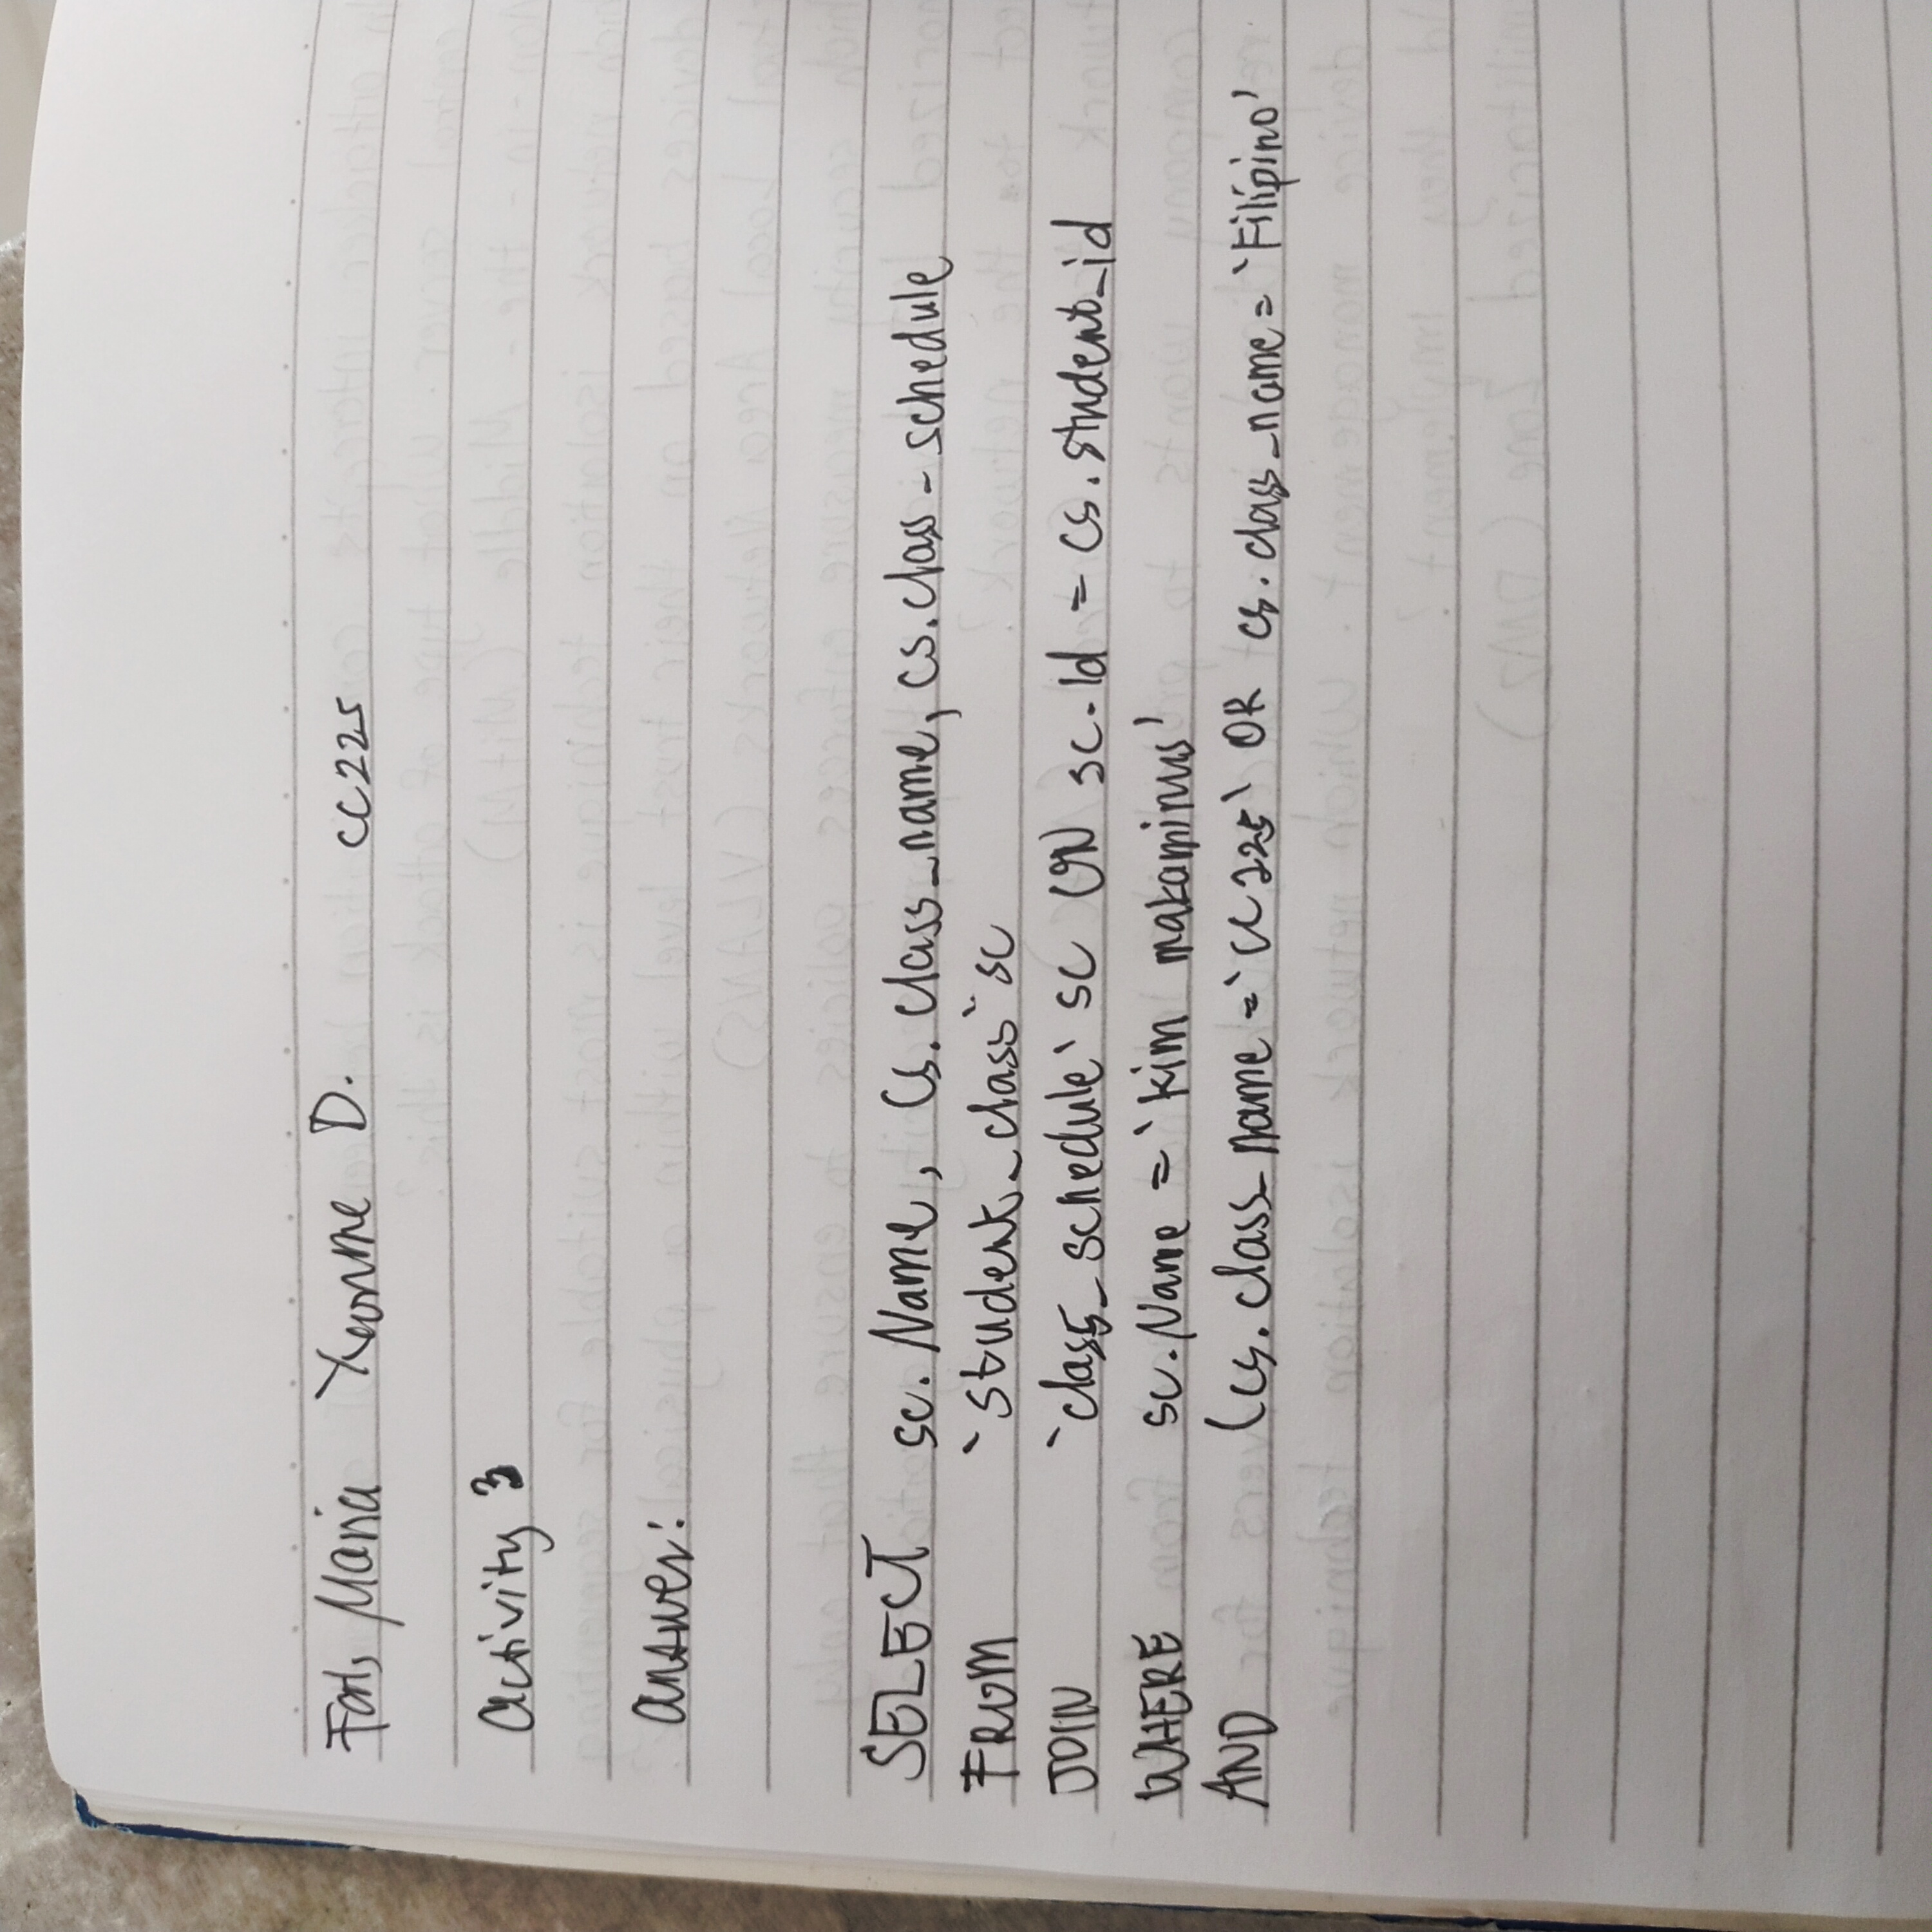 Maria Yvonne D. CC225
Activity 3
Answer:
SELECT sc.Name, Cs.class_name, cs.class-schedule
FROM `student_class` sc
JOIN `class_schedule` sc ON sc.Id = cs.student_id
WHERE sc.Name = 'kim makaminus'
AND (cs.class_name = 'CC225' OR cs.class_name = 'Filipino'